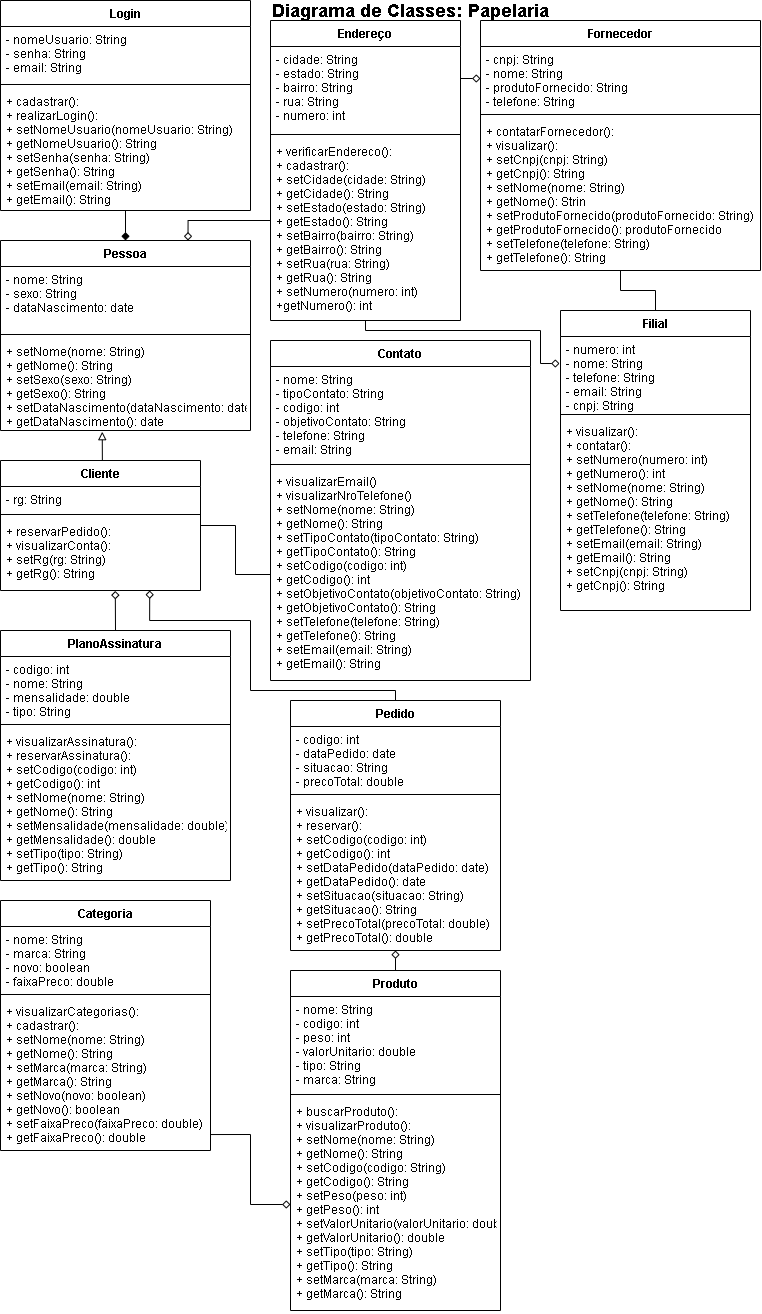 Diagrama de Classes: Papelaria
Login
- nomeUsuario: String
- senha: String
- email: String
+ cadastrar():
+ realizarLogin():
+ setNomeUsuario(nomeUsuario: String)
+ getNomeUsuario(): String
+ setSenha(senha: String)
+ getSenha(): String
+ setEmail(email: String)
+ getEmail(): String
Endereço
- cidade: String
- estado: String
- bairro: String
- rua: String
- numero: int
+ verificarEndereco():
+ cadastrar():
+ setCidade(cidade: String)
+ getCidade(): String
+ setEstado(estado: String)
+ getEstado(): String
+ setBairro(bairro: String)
+ getBairro(): String
+ setRua(rua: String)
+ getRua(): String
+ setNumero(numero: int)
+getNumero(): int
Fornecedor
- cnpj: String
- nome: String
- produtoFornecido: String
- telefone: String
+ contatarFornecedor():
+ visualizar():
+ setCnpj(cnpj: String)
+ getCnpj(): String
+ setNome(nome: String)
+ getNome(): Strin
+ setProdutoFornecido(produtoFornecido: String)
+ getProdutoFornecido(): produtoFornecido
+ setTelefone(telefone: String)
+ getTelefone(): String
Pessoa
- nome: String
- sexo: String
- dataNascimento: date
+ setNome(nome: String)
+ getNome(): String
+ setSexo(sexo: String)
+ getSexo(): String
+ setDataNascimento(dataNascimento: date
+ getDataNascimento(): date
Filial
- numero: int
- nome: String
- telefone: String
- email: String
- cnpj: String
+ visualizar():
+ contatar():
+ setNumero(numero: int)
+ getNumero(): int
+ setNome(nome: String)
+ getNome(): String
+ setTelefone(telefone: String)
+ getTelefone(): String
+ setEmail(email: String)
+ getEmail(): String
+ setCnpj(cnpj: String)
+ getCnpj(): String
Contato
- nome: String
- tipoContato: String
- codigo: int
- objetivoContato: String
- telefone: String
- email: String
+ visualizarEmail()
+ visualizarNroTelefone()
+ setNome(nome: String)
+ getNome(): String
+ setTipoContato(tipoContato: String)
+ getTipoContato(): String
+ setCodigo(codigo: int)
+ getCodigo(): int
+ setObjetivoContato(objetivoContato: String)
+ getObjetivoContato(): String
+ setTelefone(telefone: String)
+ getTelefone(): String
+ setEmail(email: String)
+ getEmail(): String
Cliente
- rg: String
+ reservarPedido():
+ visualizarConta():
+ setRg(rg: String)
+ getRg(): String
PlanoAssinatura
- codigo: int
- nome: String
- mensalidade: double
- tipo: String
+ visualizarAssinatura():
+ reservarAssinatura():
+ setCodigo(codigo: int)
+ getCodigo(): int
+ setNome(nome: String)
+ getNome(): String
+ setMensalidade(mensalidade: double)
+ getMensalidade(): double
+ setTipo(tipo: String)
+ getTipo(): String
Pedido
- codigo: int
- dataPedido: date
- situacao: String
- precoTotal: double
+ visualizar():
+ reservar():
+ setCodigo(codigo: int)
+ getCodigo(): int
+ setDataPedido(dataPedido: date)
+ getDataPedido(): date
+ setSituacao(situacao: String)
+ getSituacao(): String
+ setPrecoTotal(precoTotal: double)
+ getPrecoTotal(): double
Categoria
- nome: String
- marca: String
- novo: boolean
- faixaPreco: double
+ visualizarCategorias():
+ cadastrar():
+ setNome(nome: String)
+ getNome(): String
+ setMarca(marca: String)
+ getMarca(): String
+ setNovo(novo: boolean)
+ getNovo(): boolean
+ setFaixaPreco(faixaPreco: double)
+ getFaixaPreco(): double
Produto
- nome: String
- codigo: int
- peso: int
- valorUnitario: double
- tipo: String
- marca: String
+ buscarProduto():
+ visualizarProduto():
+ setNome(nome: String)
+ getNome(): String
+ setCodigo(codigo: String)
+ getCodigo(): String
+ setPeso(peso: int)
+ getPeso(): int
+ setValorUnitario(valorUnitario: doub
+ getValorUnitario(): double
+ setTipo(tipo: String)
+ getTipo(): String
+ setMarca(marca: String)
+ getMarca(): String